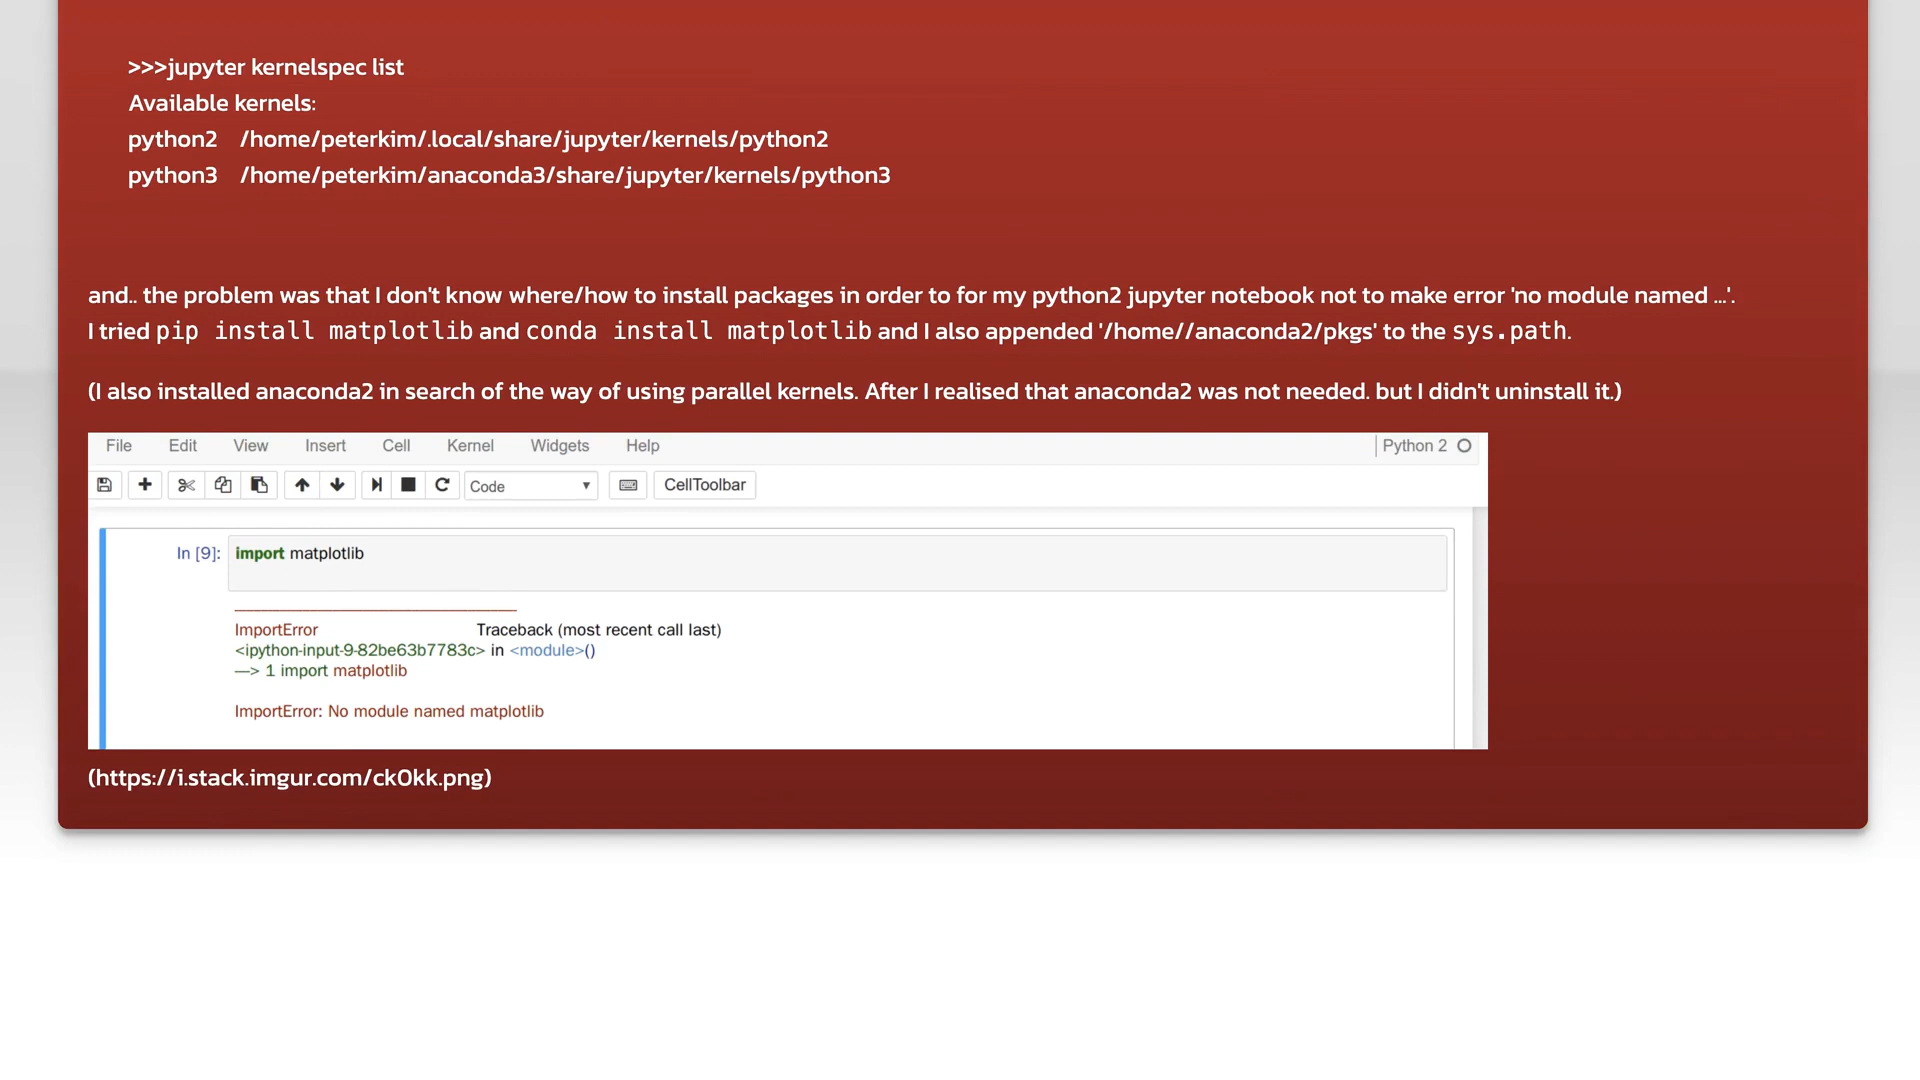 >>>jupyter kernelspec list
Available kernels:
python2 /home/peterkim/.local/share/jupyter/kernels/python2
python3 /home/peterkim/anaconda3/share/jupyter/kernels/python3
and.. the problem was that I don't know where/how to install packages in order to for my python2 jupyter notebook not to make error 'no module named ...'.
I tried pip install matplotlib and conda install matplotlib and I also appended '/home//anaconda2/pkgs' to the sys.path.
(I also installed anaconda2 in search of the way of using parallel kernels. After I realised that anaconda2 was not needed. but I didn't uninstall it.)
File Edit View Insert Cell Kernel Widgets Help Python 2
Code CellToolbar
In [9]: import matplotlib
ImportError Traceback (most recent call last)
<ipython-input-9-82be63b7783c> in <module>()
—> 1 import matplotlib
ImportError: No module named matplotlib
(https://i.stack.imgur.com/ckOkk.png)